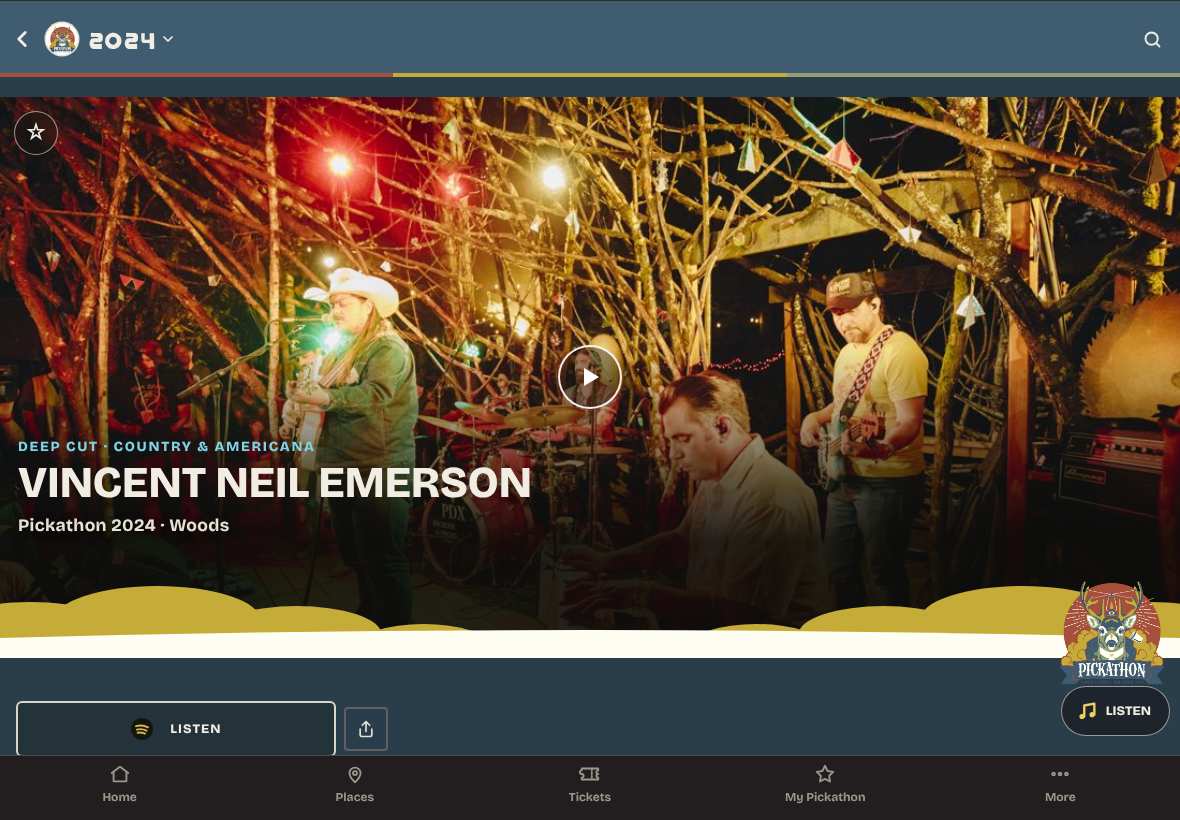 2024
DEEP CUT · COUNTRY & AMERICANA
VINCENT NEIL EMERSON
Pickathon 2024 · Woods
PDX
PICKATHON
LISTEN
LISTEN
Home
Places
Tickets
My Pickathon
More